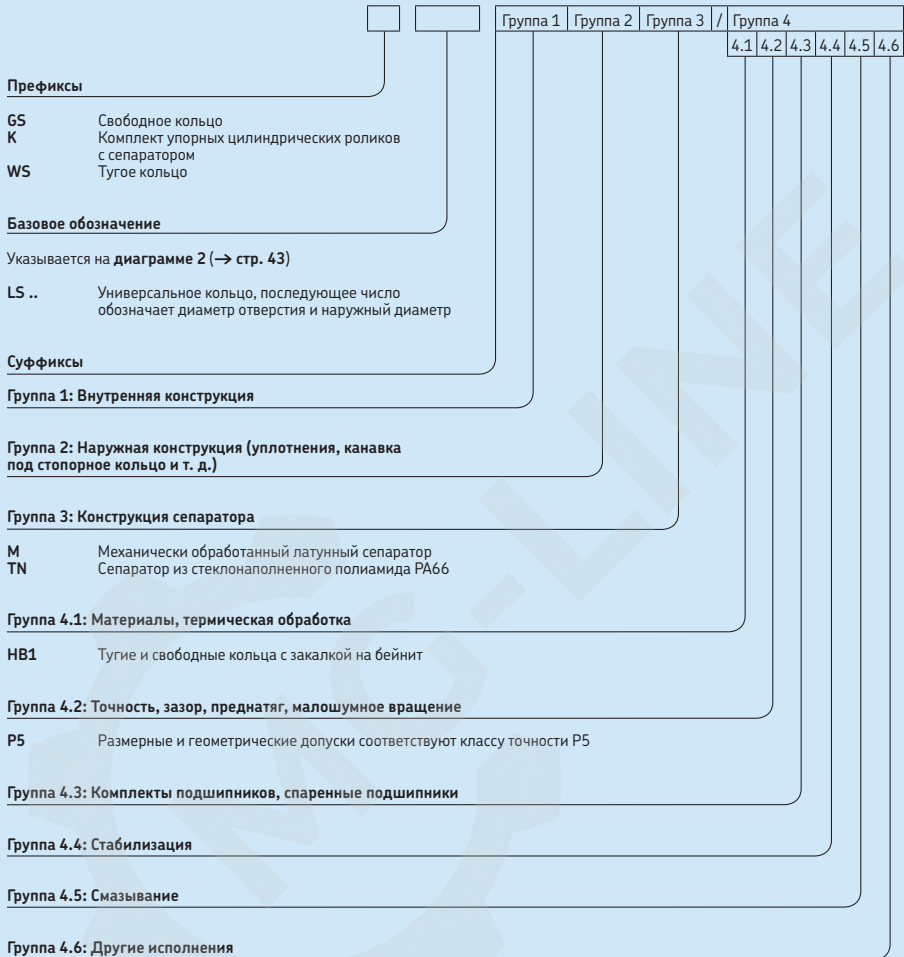 Группа 1 Группа 2 Группа 3 / Группа 4
4.1 4.2 4.3 4.4 4.5 4.6
Префиксы
GS Свободное кольцо
K Комплект упорных цилиндрических роликов
с сепаратором
WS Тугое кольцо
Базовое обозначение
Указывается на диаграмме 2 (→ стр. 43)
LS .. Универсальное кольцо, последующее число
обозначает диаметр отверстия и наружный диаметр
Суффиксы
Группа 1: Внутренняя конструкция
Группа 2: Наружная конструкция (уплотнения, канавка
под стопорное кольцо и т. д.)
Группа 3: Конструкция сепаратора
M Механически обработанный латунный сепаратор
TN Сепаратор из стеклонаполненного полиамида PA66
Группа 4.1: Материалы, термическая обработка
HB1 Тугие и свободные кольца с закалкой на бейнит
Группа 4.2: Точность, зазор, преднатяг, малошумное вращение
P5 Размерные и геометрические допуски соответствуют классу точности P5
Группа 4.3: Комплекты подшипников, спаренные подшипники
Группа 4.4: Стабилизация
Группа 4.5: Смазывание
Группа 4.6: Другие исполнения
MG-LINE